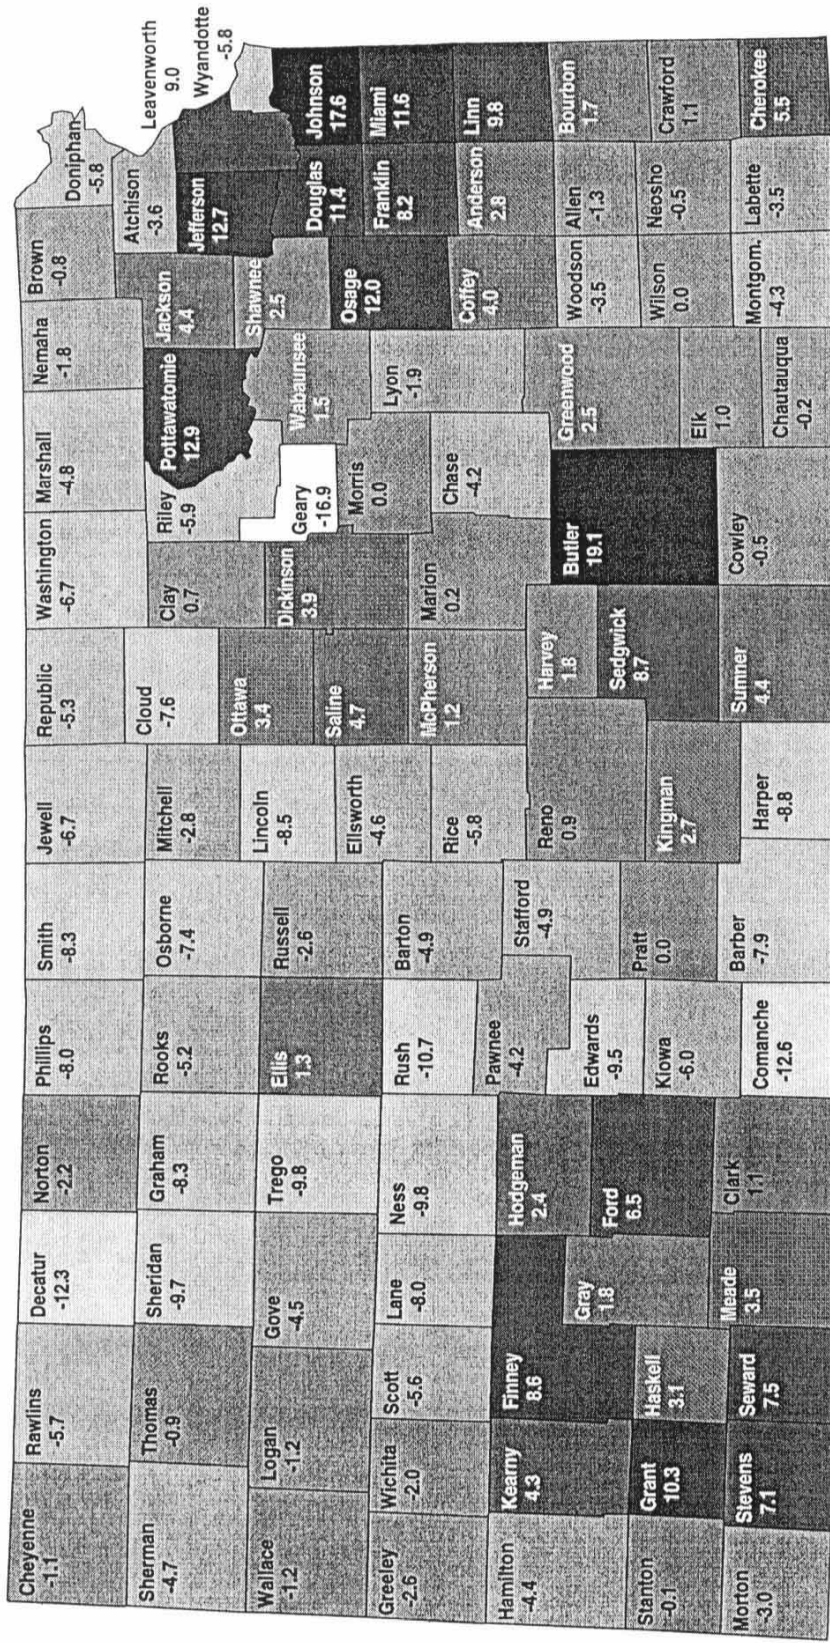 Cheyenne
-1.1
Rawlins
-5.7
Decatur
-12.3
Norton
-2.2
Phillips
-8.0
Smith
-8.3
Jewell
-6.7
Republic
-5.3
Washington
-6.7
Marshall
-4.8
Nemaha
-1.8
Brown
-0.8
Doniphan
-5.8
Sherman
-4.7
Thomas
-0.9
Sheridan
-9.7
Graham
-8.3
Rooks
-5.2
Osborne
-7.4
Mitchell
-2.8
Cloud
-7.6
Clay
0.7
Riley
-5.9
Pottawatomie
12.9
Jackson
4.4
Atchison
-3.6
Leavenworth
9.0
Wyandotte
-5.8
Wallace
-1.2
Logan
-1.2
Gove
-4.5
Trego
-9.8
Ellis
1.3
Russell
-2.6
Lincoln
-8.5
Ottawa
3.4
Dickinson
3.9
Geary
-16.9
Wabaunsee
1.5
Shawnee
2.5
Jefferson
12.7
Ellsworth
-4.6
Saline
4.7
Morris
0.0
Osage
12.0
Douglas
11.4
Johnson
17.6
Greeley
-2.6
Wichita
-2.0
Scott
-5.6
Lane
-8.0
Ness
-9.8
Rush
-10.7
Barton
-4.9
Rice
-5.8
McPherson
1.2
Marion
0.2
Chase
-4.2
Lyon
-1.9
Coffey
4.0
Franklin
8.2
Miami
11.6
Anderson
2.8
Linn
9.8
Hamilton
-4.4
Kearny
4.3
Finney
8.6
Hodgeman
2.4
Pawnee
-4.2
Stafford
-4.9
Reno
0.9
Harvey
1.8
Butler
19.1
Greenwood
2.5
Woodson
-3.5
Allen
-1.3
Bourbon
1.7
Gray
1.8
Ford
6.5
Edwards
-9.5
Pratt
0.0
Kingman
2.7
Sedgwick
8.7
Elk
1.0
Wilson
0.0
Neosho
-0.5
Crawford
1.1
Stanton
-0.1
Grant
10.3
Haskell
3.1
Kiowa
-6.0
Morton
-3.0
Stevens
7.1
Seward
7.5
Meade
3.5
Clark
1.1
Comanche
-12.6
Barber
-7.9
Harper
-8.8
Sumner
4.4
Cowley
-0.5
Chautauqua
-0.2
Montgom.
-4.3
Labette
-3.5
Cherokee
5.5